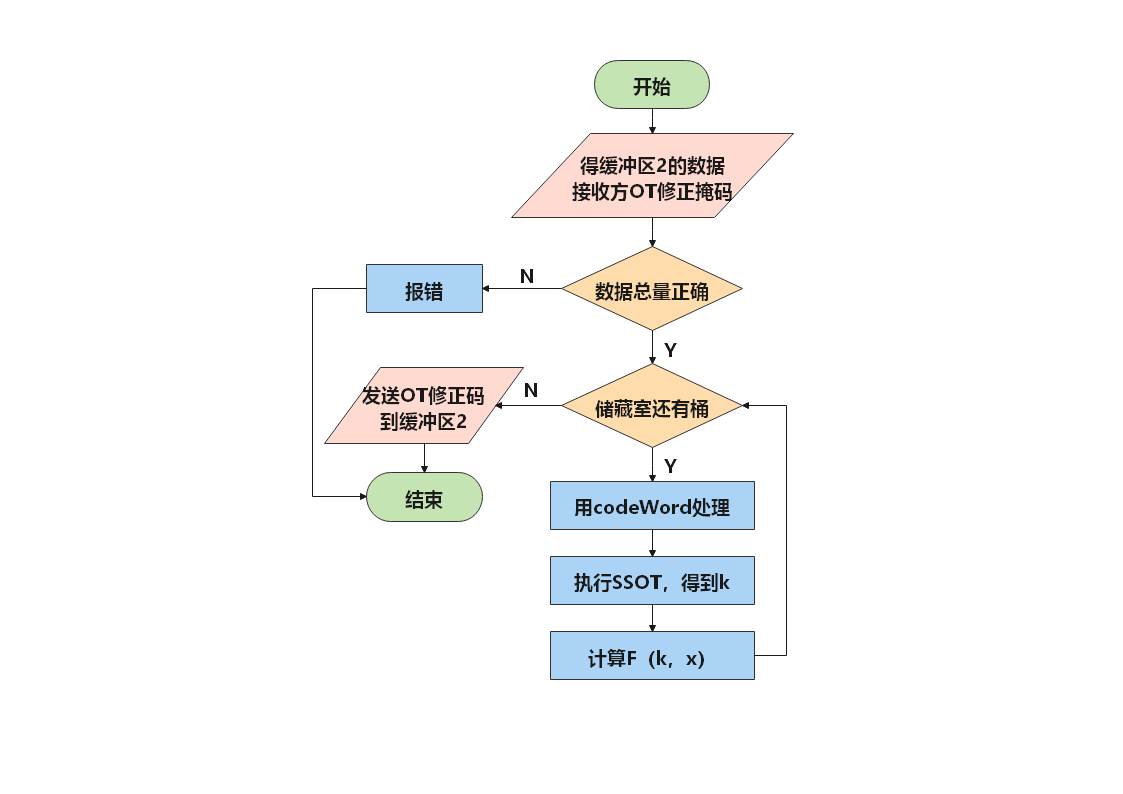 开始
得缓冲区2的数据
接收方OT修正掩码
N
报错
数据总量正确
Y
发送OT修正码
到缓冲区2
N
储藏室还有桶
Y
结束
用codeWord处理
执行SSOT，得到k
计算F（k，x）